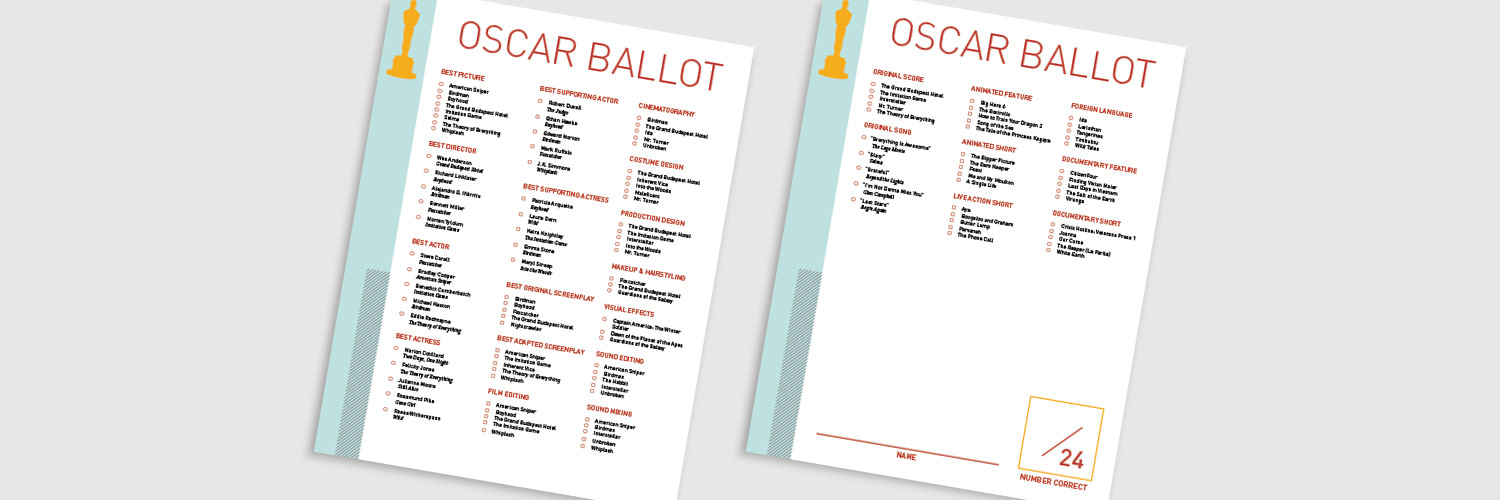 OSCAR BALLOT
BEST PICTURE
American Sniper
Birdman
Boyhood
The Grand Budapest Hotel
Imitation Game
Selma
The Theory of Everything
Whiplash
BEST DIRECTOR
Wes Anderson
Grand Budapest Hotel
Richard Linklater
Boyhood
Alejandro G. Iñárritu
Birdman
Bennett Miller
Foxcatcher
Morten Tyldum
Imitation Game
BEST ACTOR
Steve Carell
Foxcatcher
Bradley Cooper
American Sniper
Benedict Cumberbatch
Imitation Game
Michael Keaton
Birdman
Eddie Redmayne
The Theory of Everything
BEST ACTRESS
Marion Cotillard
Two Days, One Night
Felicity Jones
The Theory of Everything
Julianne Moore
Still Alice
Rosamund Pike
Gone Girl
Reese Witherspoon
Wild
BEST SUPPORTING ACTOR
Robert Duvall
The Judge
Ethan Hawke
Boyhood
Edward Norton
Birdman
Mark Ruffalo
Foxcatcher
J.K. Simmons
Whiplash
BEST SUPPORTING ACTRESS
Patricia Arquette
Boyhood
Laura Dern
Wild
Keira Knightley
The Imitation Game
Emma Stone
Birdman
Meryl Streep
Into the Woods
BEST ORIGINAL SCREENPLAY
Birdman
Boyhood
Foxcatcher
The Grand Budapest Hotel
Nightcrawler
BEST ADAPTED SCREENPLAY
American Sniper
The Imitation Game
Inherent Vice
The Theory of Everything
Whiplash
FILM EDITING
American Sniper
Boyhood
The Grand Budapest Hotel
The Imitation Game
Whiplash
CINEMATOGRAPHY
Birdman
The Grand Budapest Hotel
Ida
Mr. Turner
Unbroken
COSTUME DESIGN
The Grand Budapest Hotel
Inherent Vice
Into the Woods
Maleficent
Mr. Turner
PRODUCTION DESIGN
The Grand Budapest Hotel
The Imitation Game
Interstellar
Into the Woods
Mr. Turner
MAKEUP & HAIRSTYLING
Foxcatcher
The Grand Budapest Hotel
Guardians of the Galaxy
VISUAL EFFECTS
Captain America: The Winter
Soldier
Dawn of the Planet of the Apes
Guardians of the Galaxy
SOUND EDITING
American Sniper
Birdman
The Hobbit
Interstellar
Unbroken
SOUND MIXING
American Sniper
Birdman
Interstellar
Unbroken
Whiplash
OSCAR BALLOT
ORIGINAL SCORE
The Grand Budapest Hotel
The Imitation Game
Interstellar
Mr. Turner
The Theory of Everything
ORIGINAL SONG
"Everything Is Awesome"
The Lego Movie
"Glory"
Selma
"Grateful"
Beyond the Lights
"I'm Not Gonna Miss You"
Glen Campbell
"Lost Stars"
Begin Again
ANIMATED FEATURE
Big Hero 6
The Boxtrolls
How to Train Your Dragon 2
Song of the Sea
The Tale of the Princess Kaguya
ANIMATED SHORT
The Bigger Picture
The Dam Keeper
Feast
Me and My Moulton
A Single Life
LIVE ACTION SHORT
Aya
Boogaloo and Graham
Butter Lamp
Parvaneh
The Phone Call
FOREIGN LANGUAGE
Ida
Leviathan
Tangerines
Timbuktu
Wild Tales
DOCUMENTARY FEATURE
CitizenFour
Finding Vivian Maier
Last Days in Vietnam
The Salt of the Earth
Virunga
DOCUMENTARY SHORT
Crisis Hotline: Veterans Press 1
Joanna
Our Curse
The Reaper (La Parka)
White Earth
NAME
/24
NUMBER CORRECT